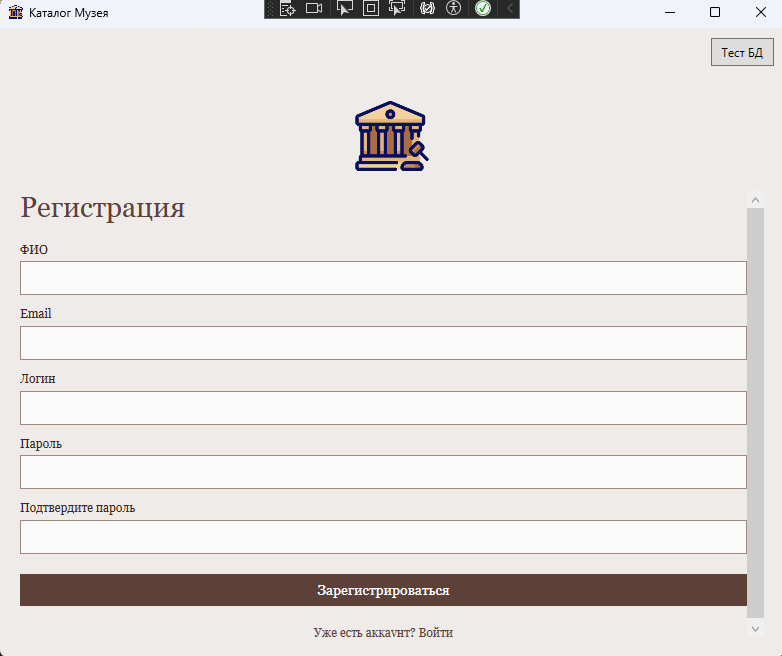 Каталог Музея
Тест БД
Регистрация
ФИО
Email
Логин
Пароль
Подтвердите пароль
Зарегистрироваться
Уже есть аккаунт? Войти